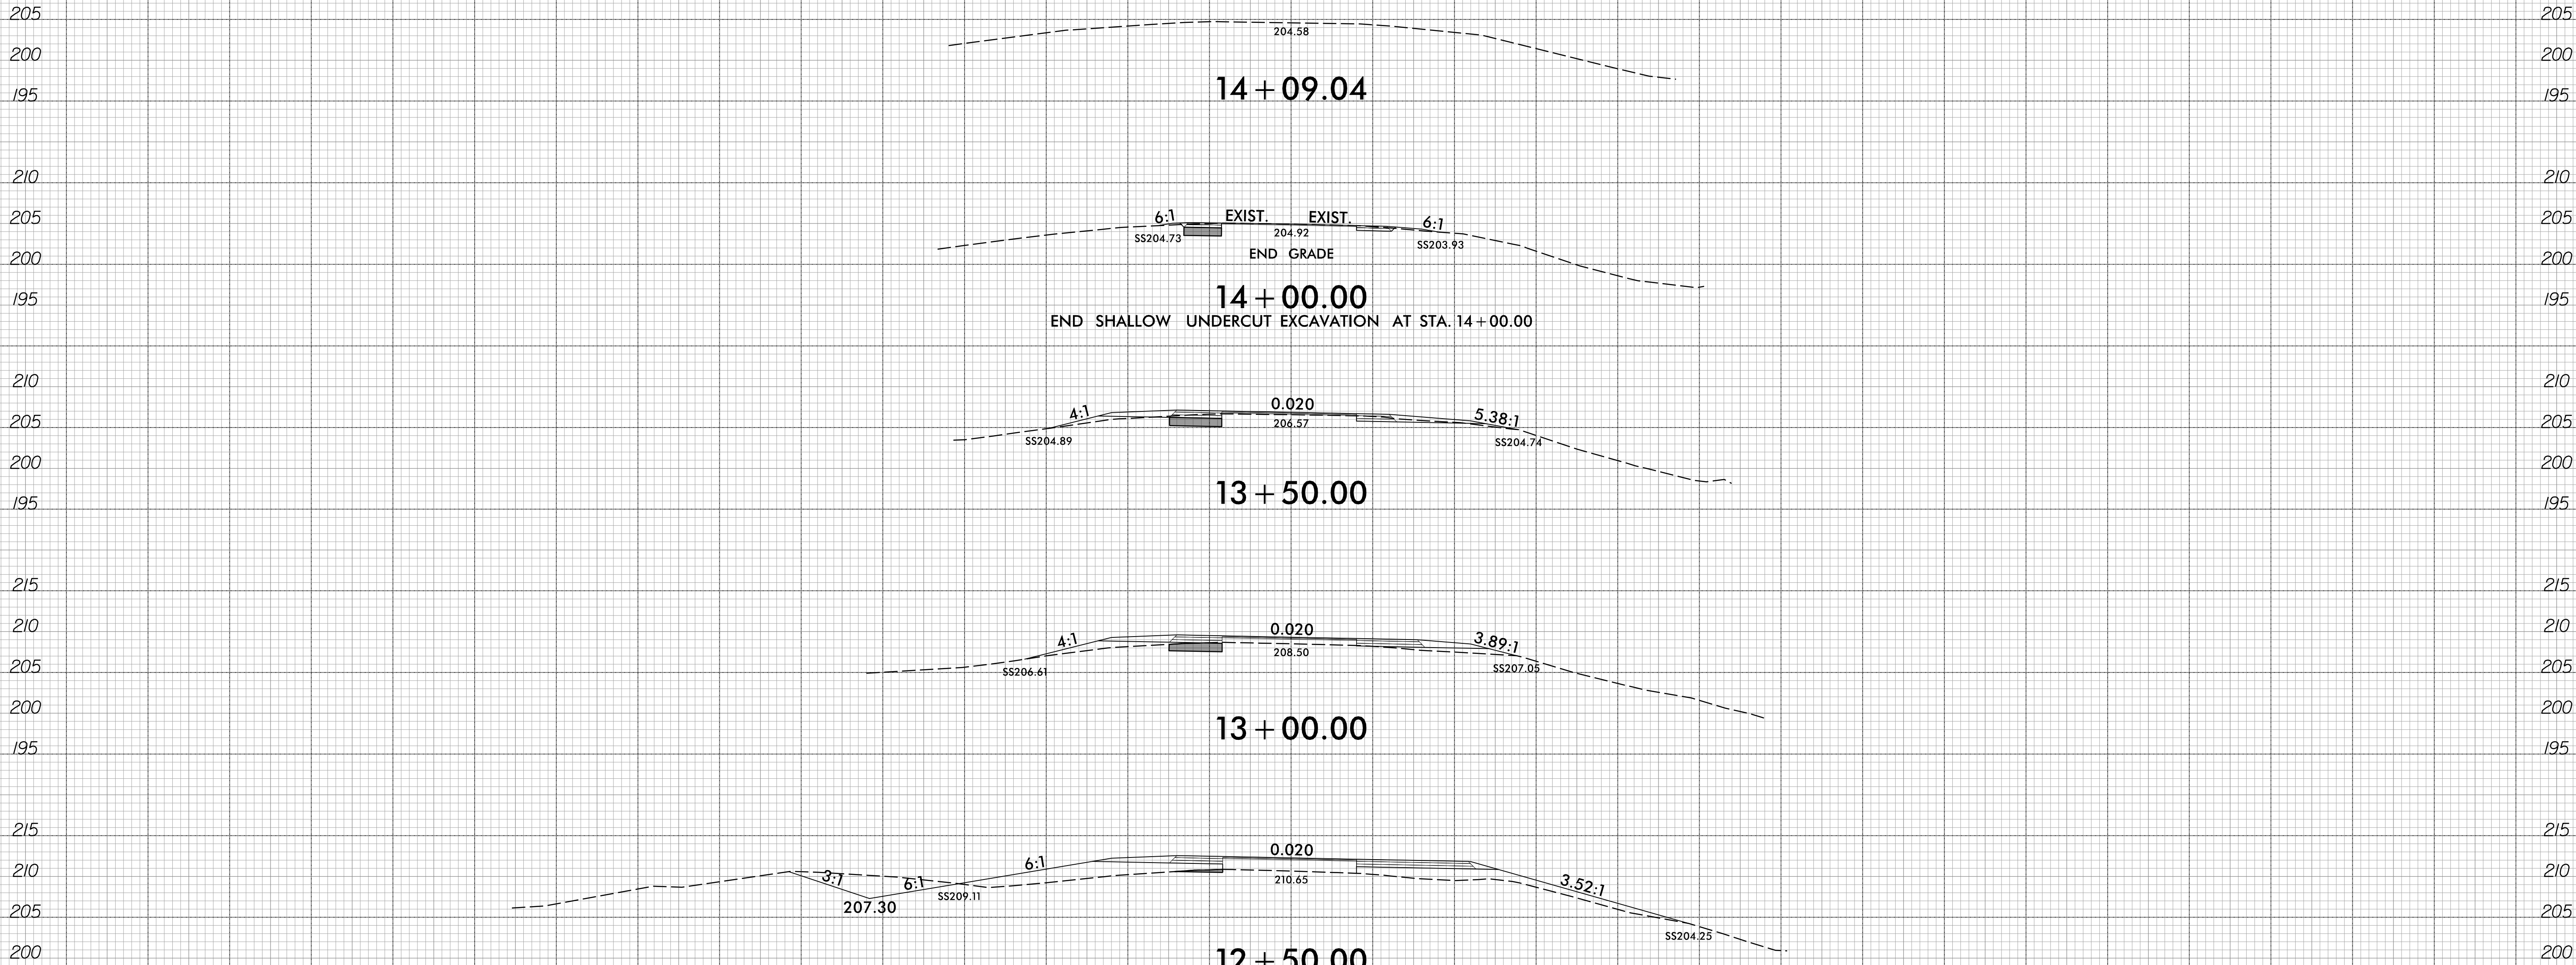 205 205
204.58
200 200
14+09.04
195 195
210 210
6:1 EXIST. EXIST. 6:1
205 205
SS204.73 204.92 SS203.93
END GRADE
200 200
14+00.00
195 195
END SHALLOW UNDERCUT EXCAVATION AT STA. 14+00.00
210 210
4:1 0.020 5.38:1
205 206.57 205
SS204.89 SS204.74
200 200
13+50.00
195 195
215 215
210 0.020 210
4:1 3.89:1
208.50
205 SS206.61 SS207.05 205
200 200
13+00.00
195 195
215 215
0.020
6:1
210 3:1 6:1 210.65 3.52:1 210
SS209.11
207.30
205 205
SS204.25
200 200
12+50.00